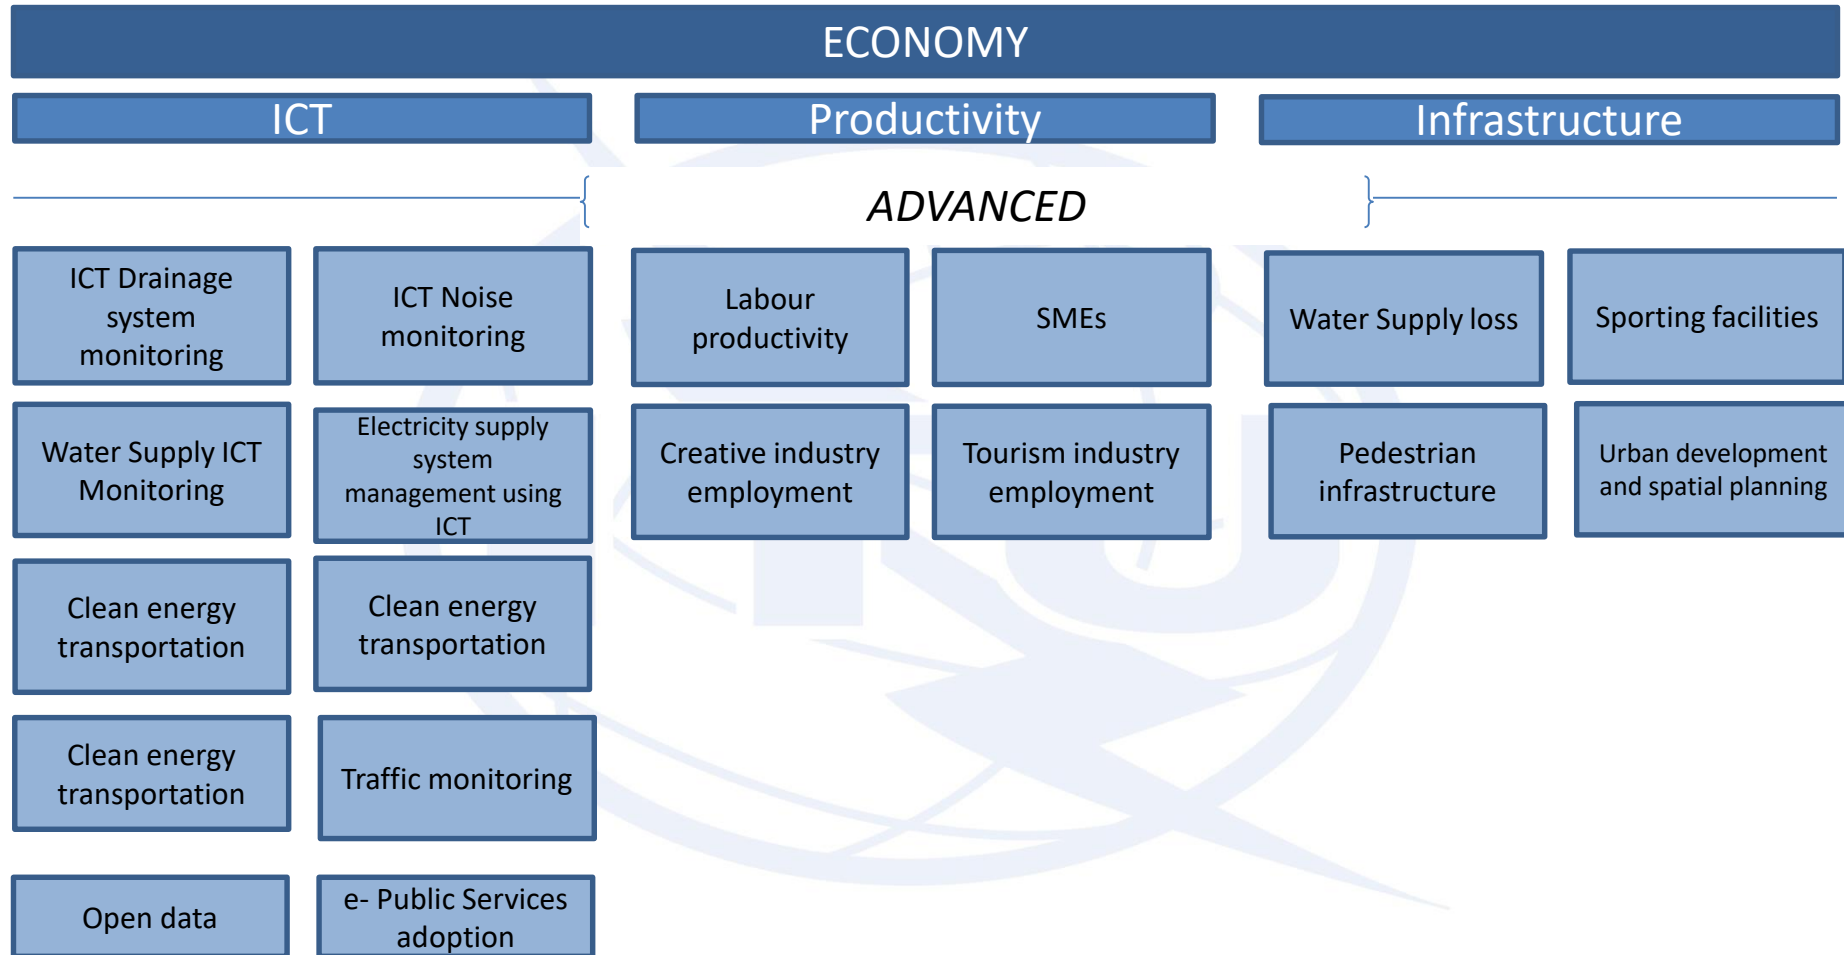 ECONOMY
ICT
Productivity
Infrastructure
ADVANCED
ICT Drainage
system
monitoring
ICT Noise
monitoring
Labour
productivity
SMEs
Water Supply loss
Sporting facilities
Water Supply ICT
Monitoring
Electricity supply
system
management using
ICT
Creative industry
employment
Tourism industry
employment
Pedestrian
infrastructure
Urban development
and spatial planning
Clean energy
transportation
Clean energy
transportation
Clean energy
transportation
Traffic monitoring
Open data
e- Public Services
adoption